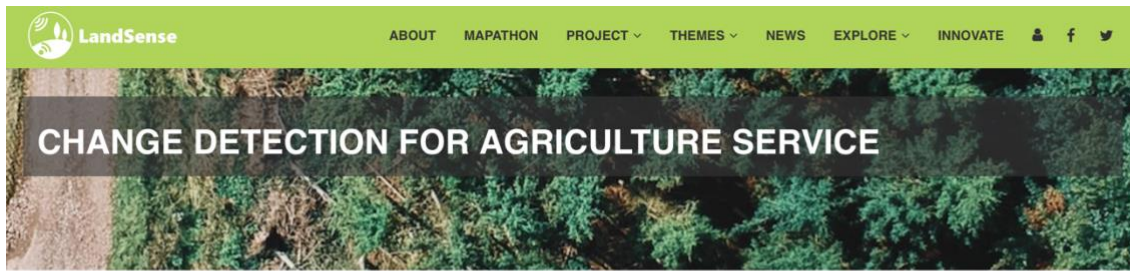 LandSense
ABOUT MAPATHON PROJECT THEMES NEWS EXPLORE INNOVATE
CHANGE DETECTION FOR AGRICULTURE SERVICE